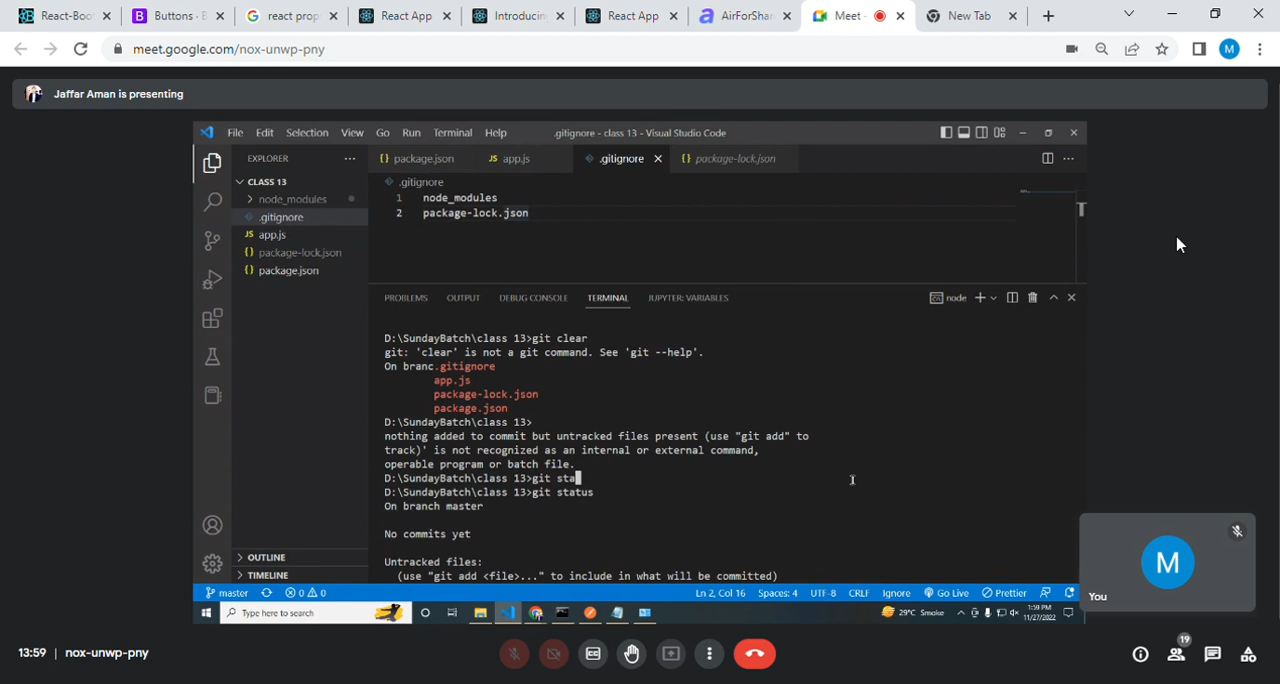 React-Boot
Buttons · B
react prop
React App
Introducin
React App
AirForShar
Meet -
New Tab
meet.google.com/nox-unwp-pny
M
Jaffar Aman is presenting
File Edit Selection View Go Run Terminal Help
.gitignore - class 13 - Visual Studio Code
EXPLORER
CLASS 13
node_modules
.gitignore
app.js
package-lock.json
package.json
OUTLINE
TIMELINE
package.json
app.js
.gitignore
package-lock.json
.gitignore
1 node_modules
2 package-lock.json
PROBLEMS OUTPUT DEBUG CONSOLE TERMINAL JUPYTER: VARIABLES
node
D:\SundayBatch\class 13>git clear
git: 'clear' is not a git command. See 'git --help'.
On branc.gitignore
app.js
package-lock.json
package.json
D:\SundayBatch\class 13>
nothing added to commit but untracked files present (use "git add" to
track)' is not recognized as an internal or external command,
operable program or batch file.
D:\SundayBatch\class 13>git sta
D:\SundayBatch\class 13>git status
On branch master
No commits yet
Untracked files:
(use "git add <file>..." to include in what will be committed)
master 0 0
Ln 2, Col 16 Spaces: 4 UTF-8 CRLF Ignore Go Live Prettier
Type here to search
29°C Smoke
1:59 PM
11/27/2022
M
You
13:59 | nox-unwp-pny
19